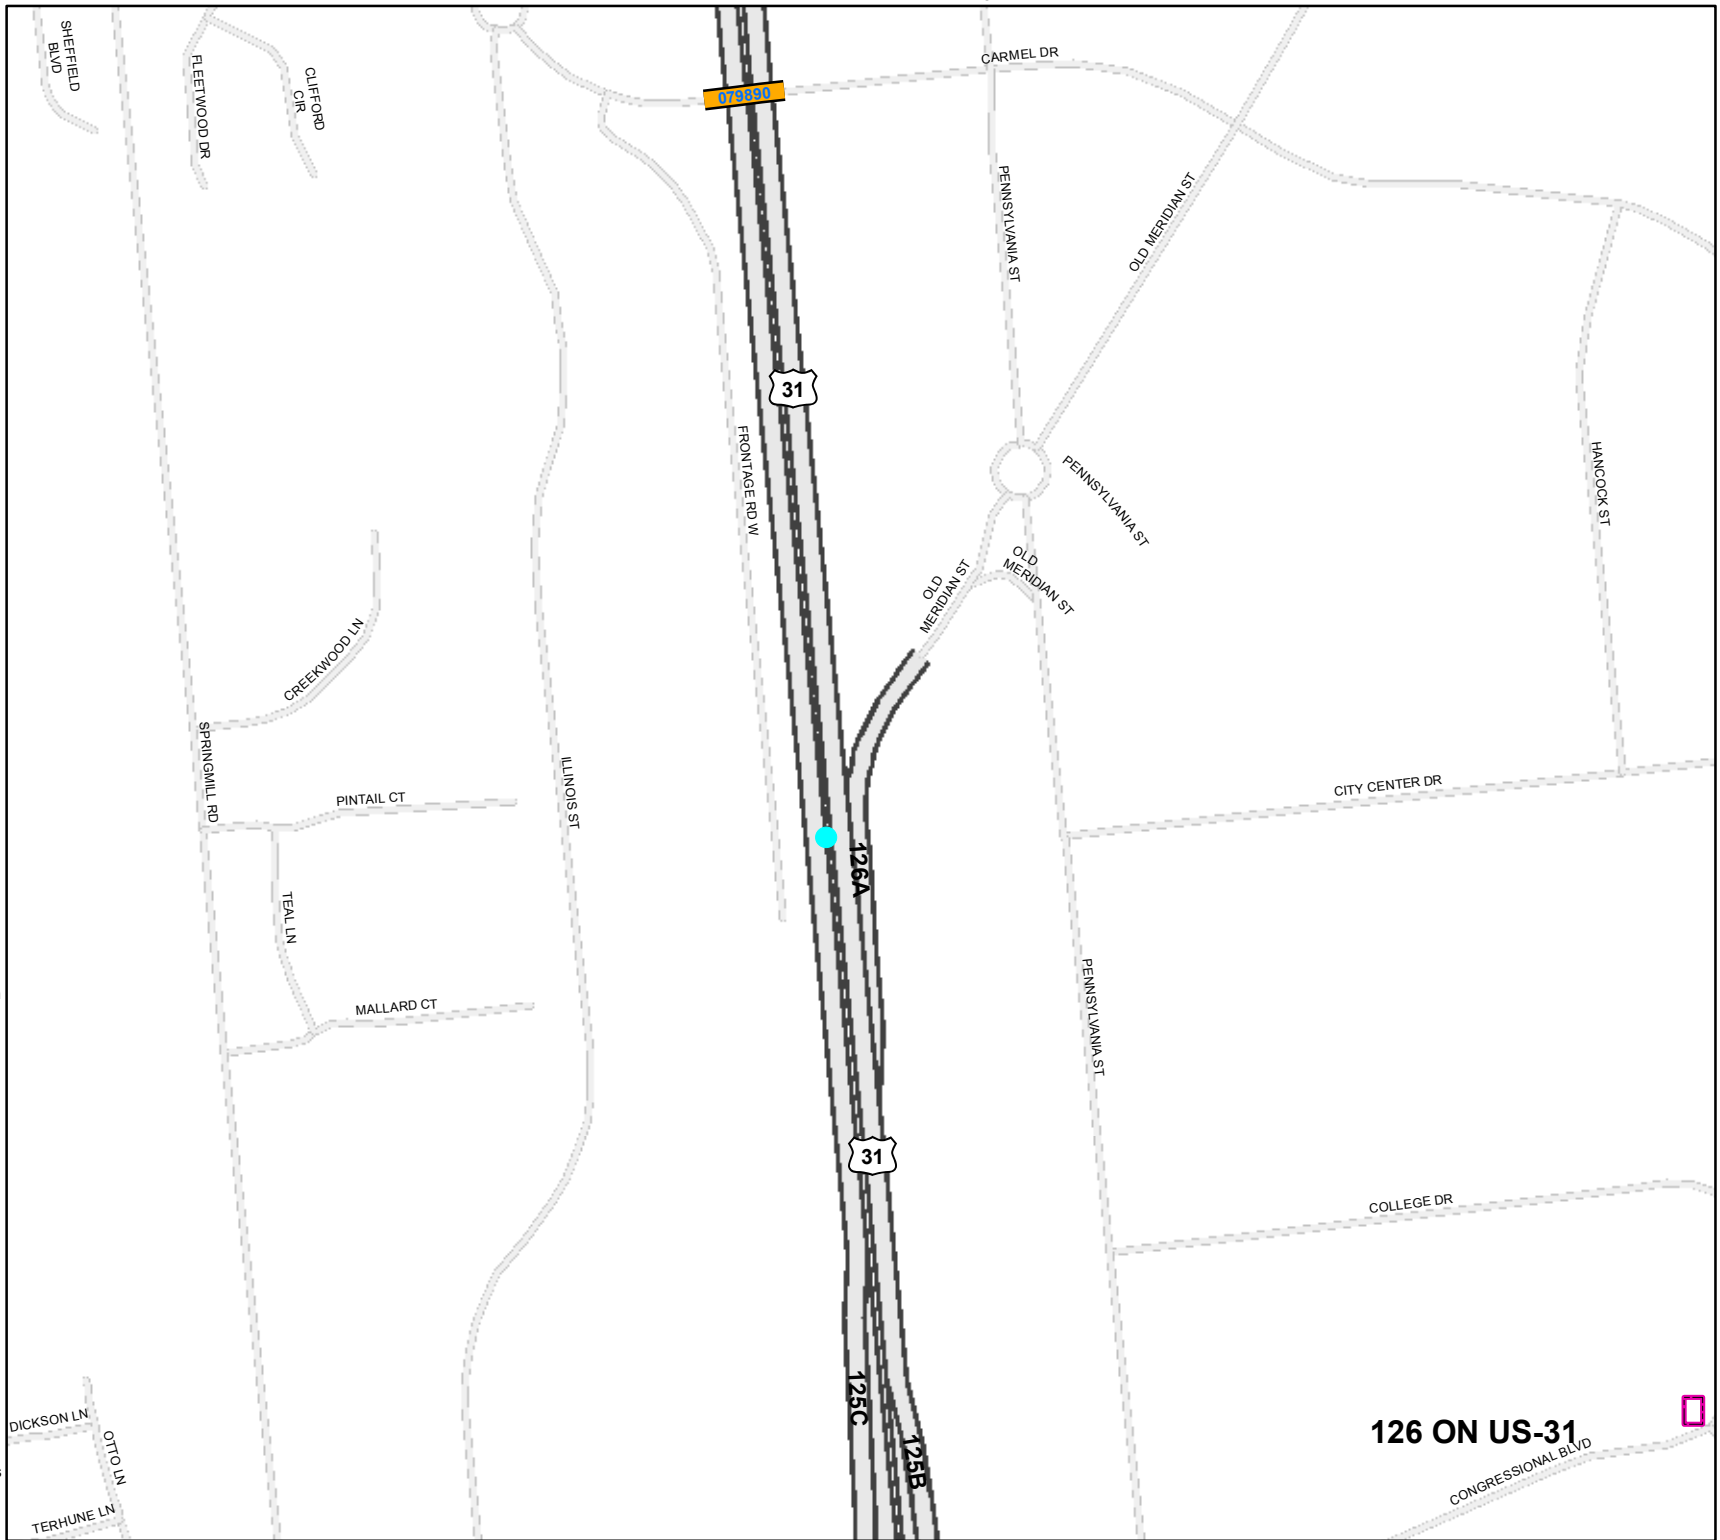 SHEFFIELD
BLVD
FLEETWOOD DR
CLIFFORD
CIR
079890
CARMEL DR
PENNSYLVANIA ST
OLD MERIDIAN ST
31
FRONTAGE RD W
PENNSYLVANIA ST
HANCOCK ST
OLD
MERIDIAN ST
OLD
MERIDIAN ST
CREEKWOOD LN
SPRINGMILL RD
ILLINOIS ST
PINTAIL CT
CITY CENTER DR
126A
TEAL LN
MALLARD CT
PENNSYLVANIA ST
31
COLLEGE DR
125C
125B
DICKSON LN
OTTO LN
TERHUNE LN
126 ON US-31
CONGRESSIONAL BLVD